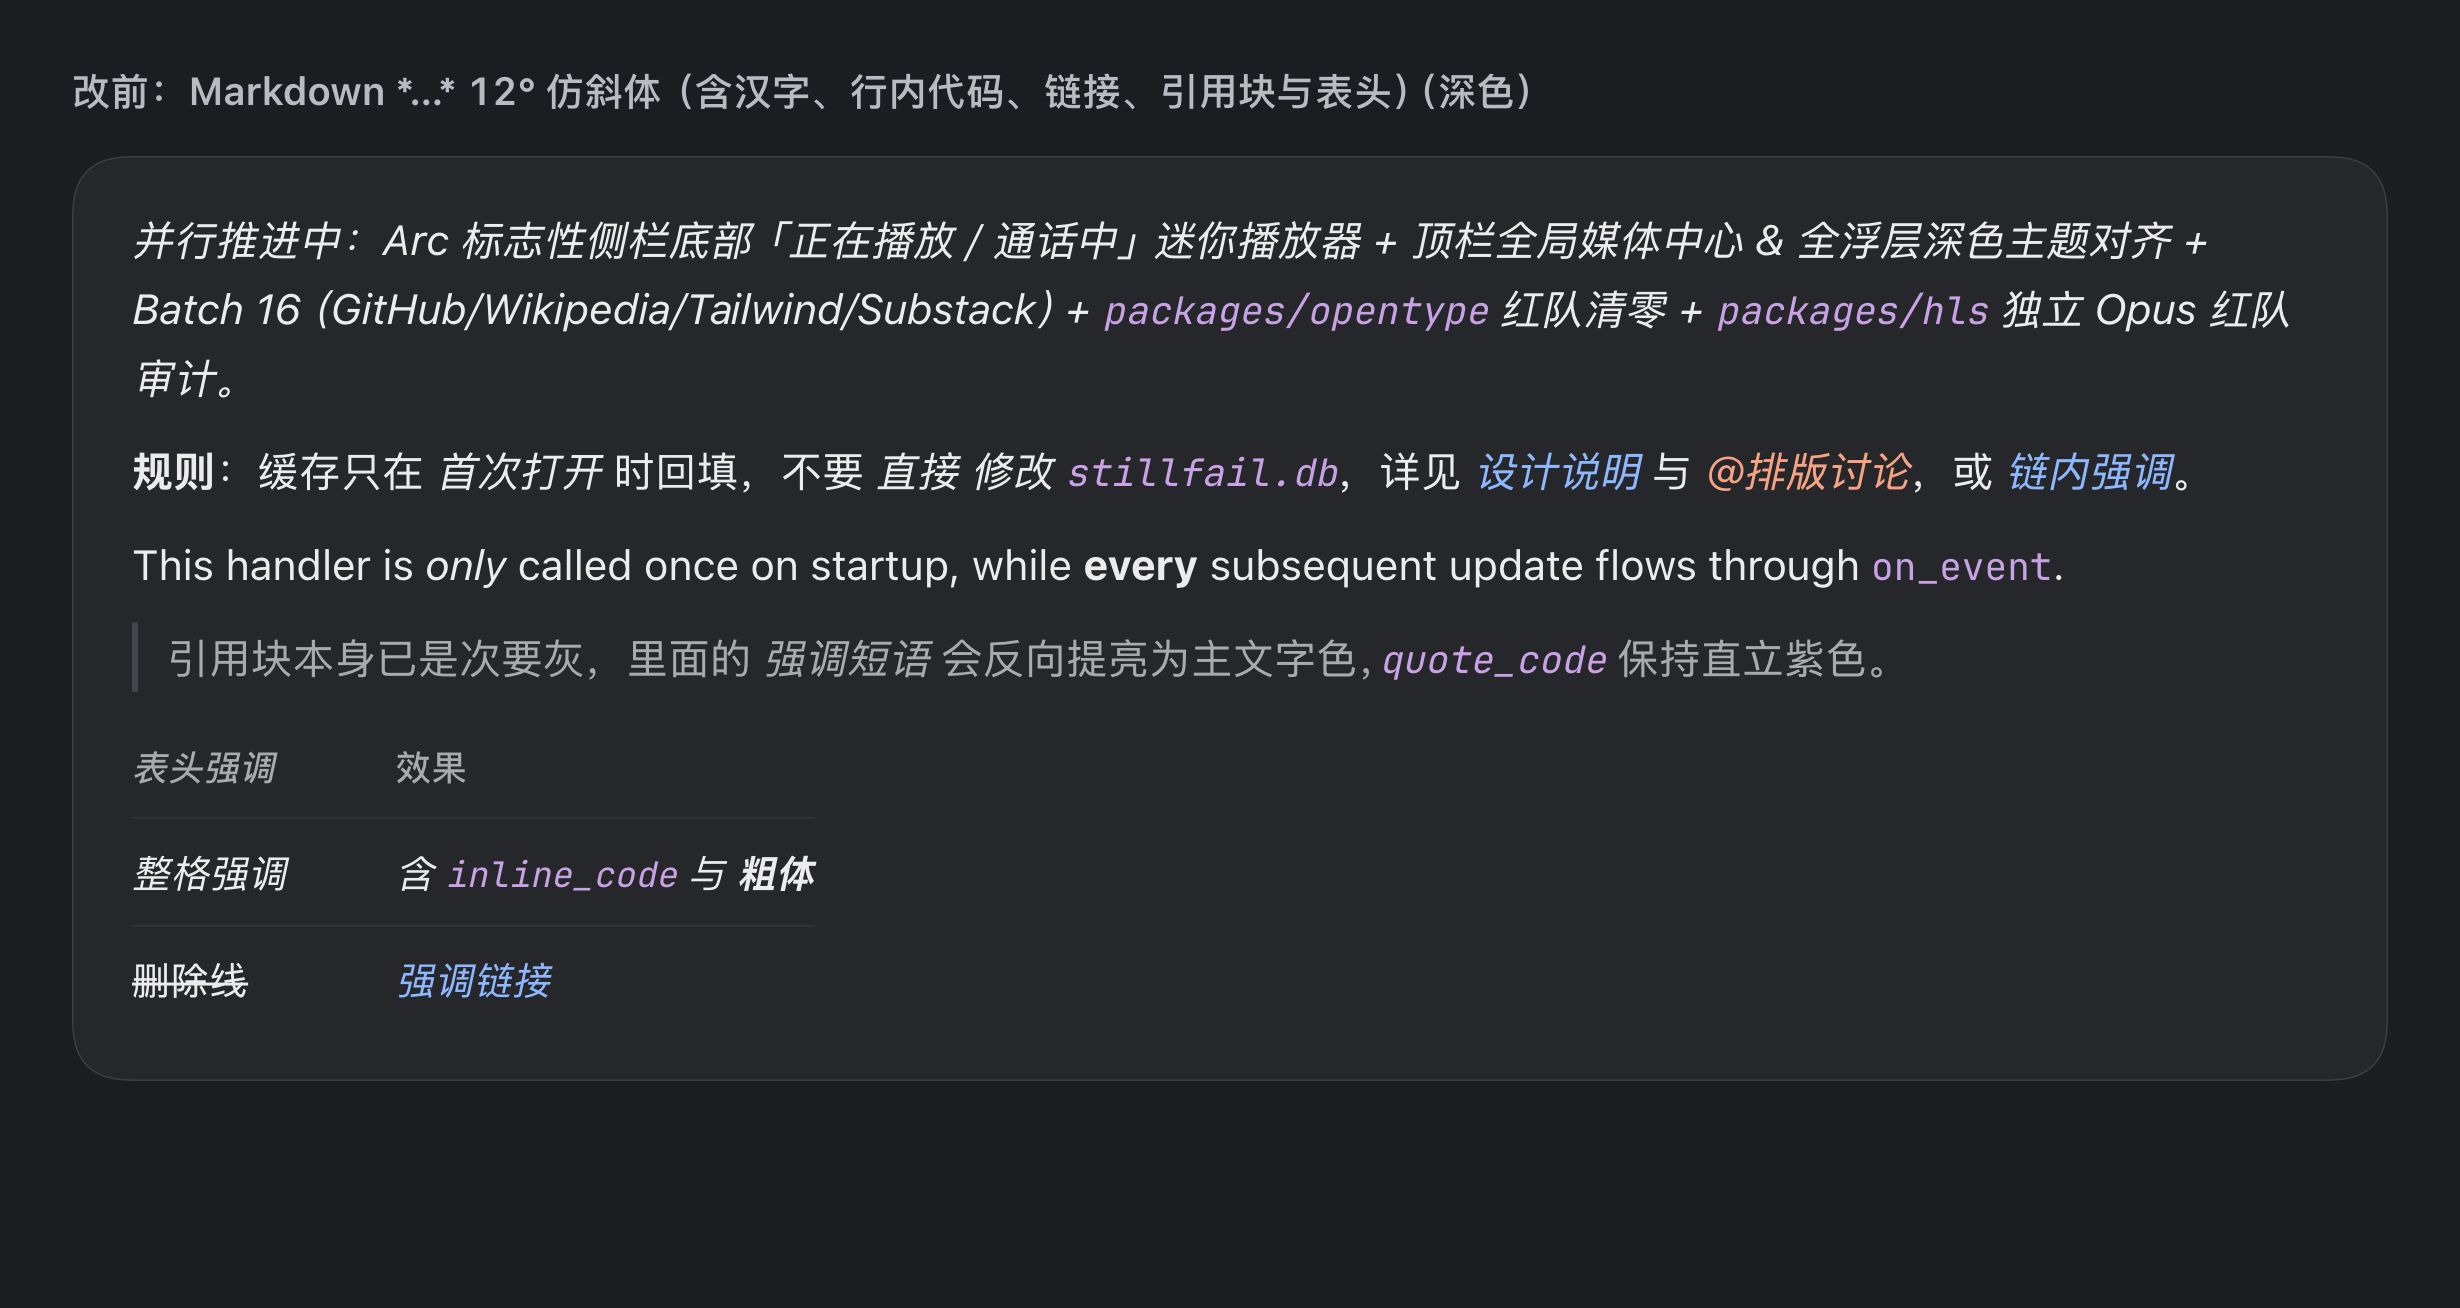 改前：Markdown *...* 12° 仿斜体（含汉字、行内代码、链接、引用块与表头）（深色）
并行推进中：Arc 标志性侧栏底部「正在播放 / 通话中」迷你播放器 + 顶栏全局媒体中心 & 全浮层深色主题对齐 +
Batch 16 (GitHub/Wikipedia/Tailwind/Substack) + packages/opentype 红队清零 + packages/hls 独立 Opus 红队
审计。
规则：缓存只在 首次打开 时回填，不要 直接 修改 stillfail.db，详见 设计说明 与 @排版讨论，或 链内强调。
This handler is only called once on startup, while every subsequent update flows through on_event.
引用块本身已是次要灰，里面的 强调短语 会反向提亮为主文字色，quote_code 保持直立紫色。
表头强调 效果
整格强调 含 inline_code 与 粗体
删除线 强调链接